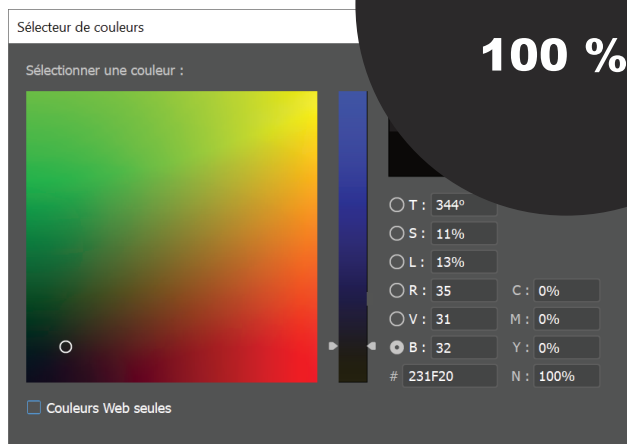 Sélecteur de couleurs
100 %
Sélectionner une couleur :
T : 344º
S : 11%
L : 13%
R : 35 C : 0%
V : 31 M : 0%
B : 32 Y : 0%
# 231F20 N : 100%
Couleurs Web seules